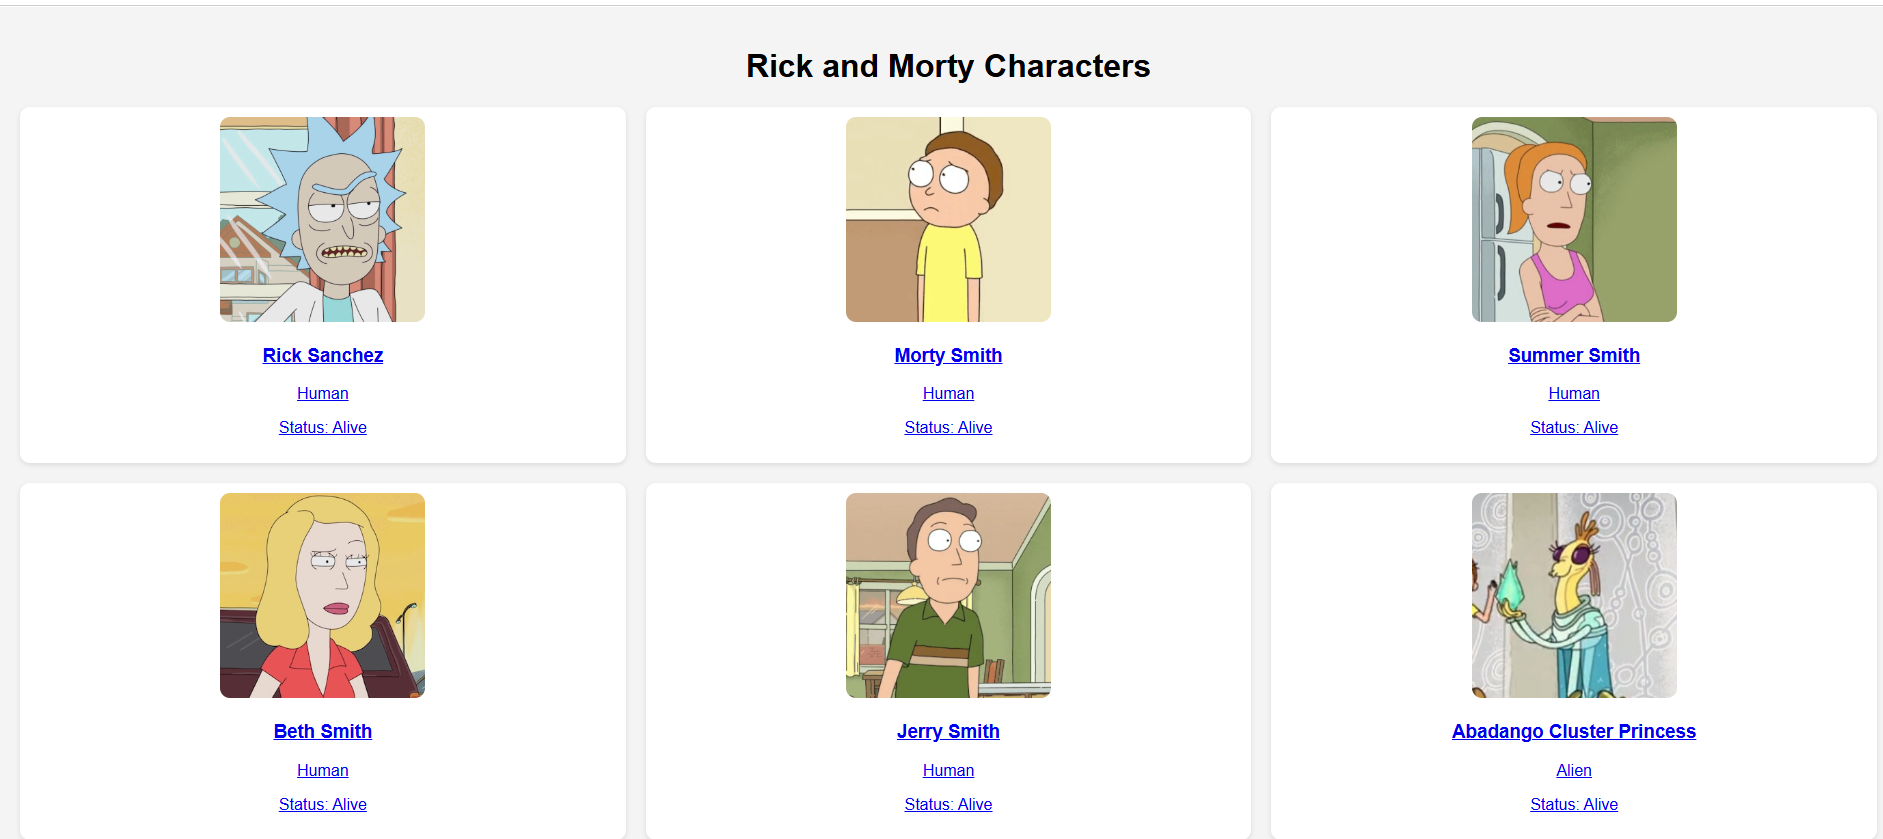 Rick and Morty Characters
Rick Sanchez
Human
Status: Alive
Morty Smith
Human
Status: Alive
Summer Smith
Human
Status: Alive
Beth Smith
Human
Status: Alive
Jerry Smith
Human
Status: Alive
Abadango Cluster Princess
Alien
Status: Alive